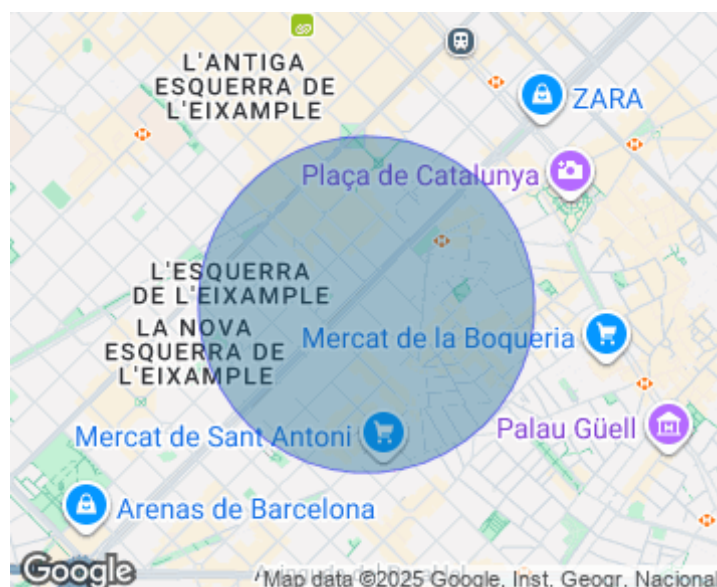 L'ANTIGA
ESQUERRA DE
L'EIXAMPLE
ZARA
Plaça de Catalunya
L'ESQUERRA
DE L'EIXAMPLE
LA NOVA
ESQUERRA DE
L'EIXAMPLE
Mercat de la Boqueria
Mercat de Sant Antoni
Palau Güell
Arenas de Barcelona
Google
Map data ©2025 Google, Inst. Geogr. Nacional